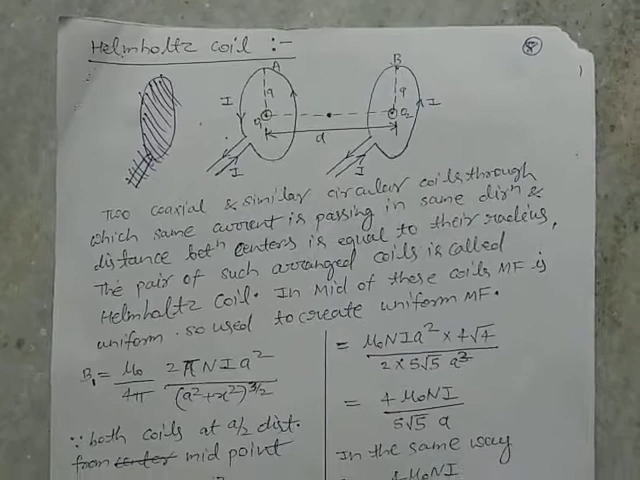 Helmholtz coil :-
8
A
B
a
a
I
I
O1
O2
a
I
I
Two coaxial & similar circular coils through
which same current is passing in same dirn &
distance betn centers is equal to their radius,
The pair of such arranged coils is called
Helmholtz Coil. In Mid of these coils MF is
uniform. so used to create uniform MF.
B1 = μ0/4π 2πNIa²/(a²+x²)^3/2
∵ both coils at a/2 dist.
from center mid point
= μ0NIa² × 4√4 / 2×5√5 a³
= 4μ0NI / 5√5 a
In the same way
4μ0NI